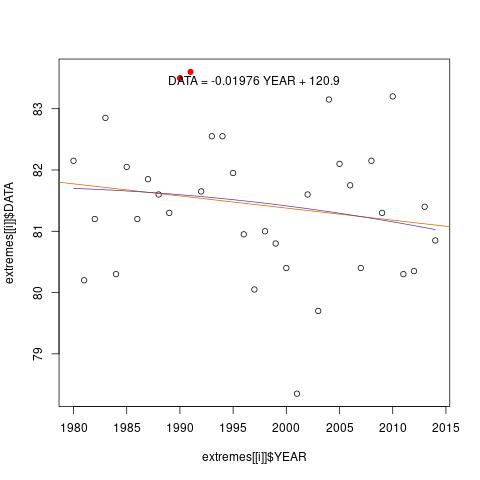 DATA = -0.01976 YEAR + 120.9
83
82
81
80
79
extremes[[i]]$DATA
1980 1985 1990 1995 2000 2005 2010 2015
extremes[[i]]$YEAR